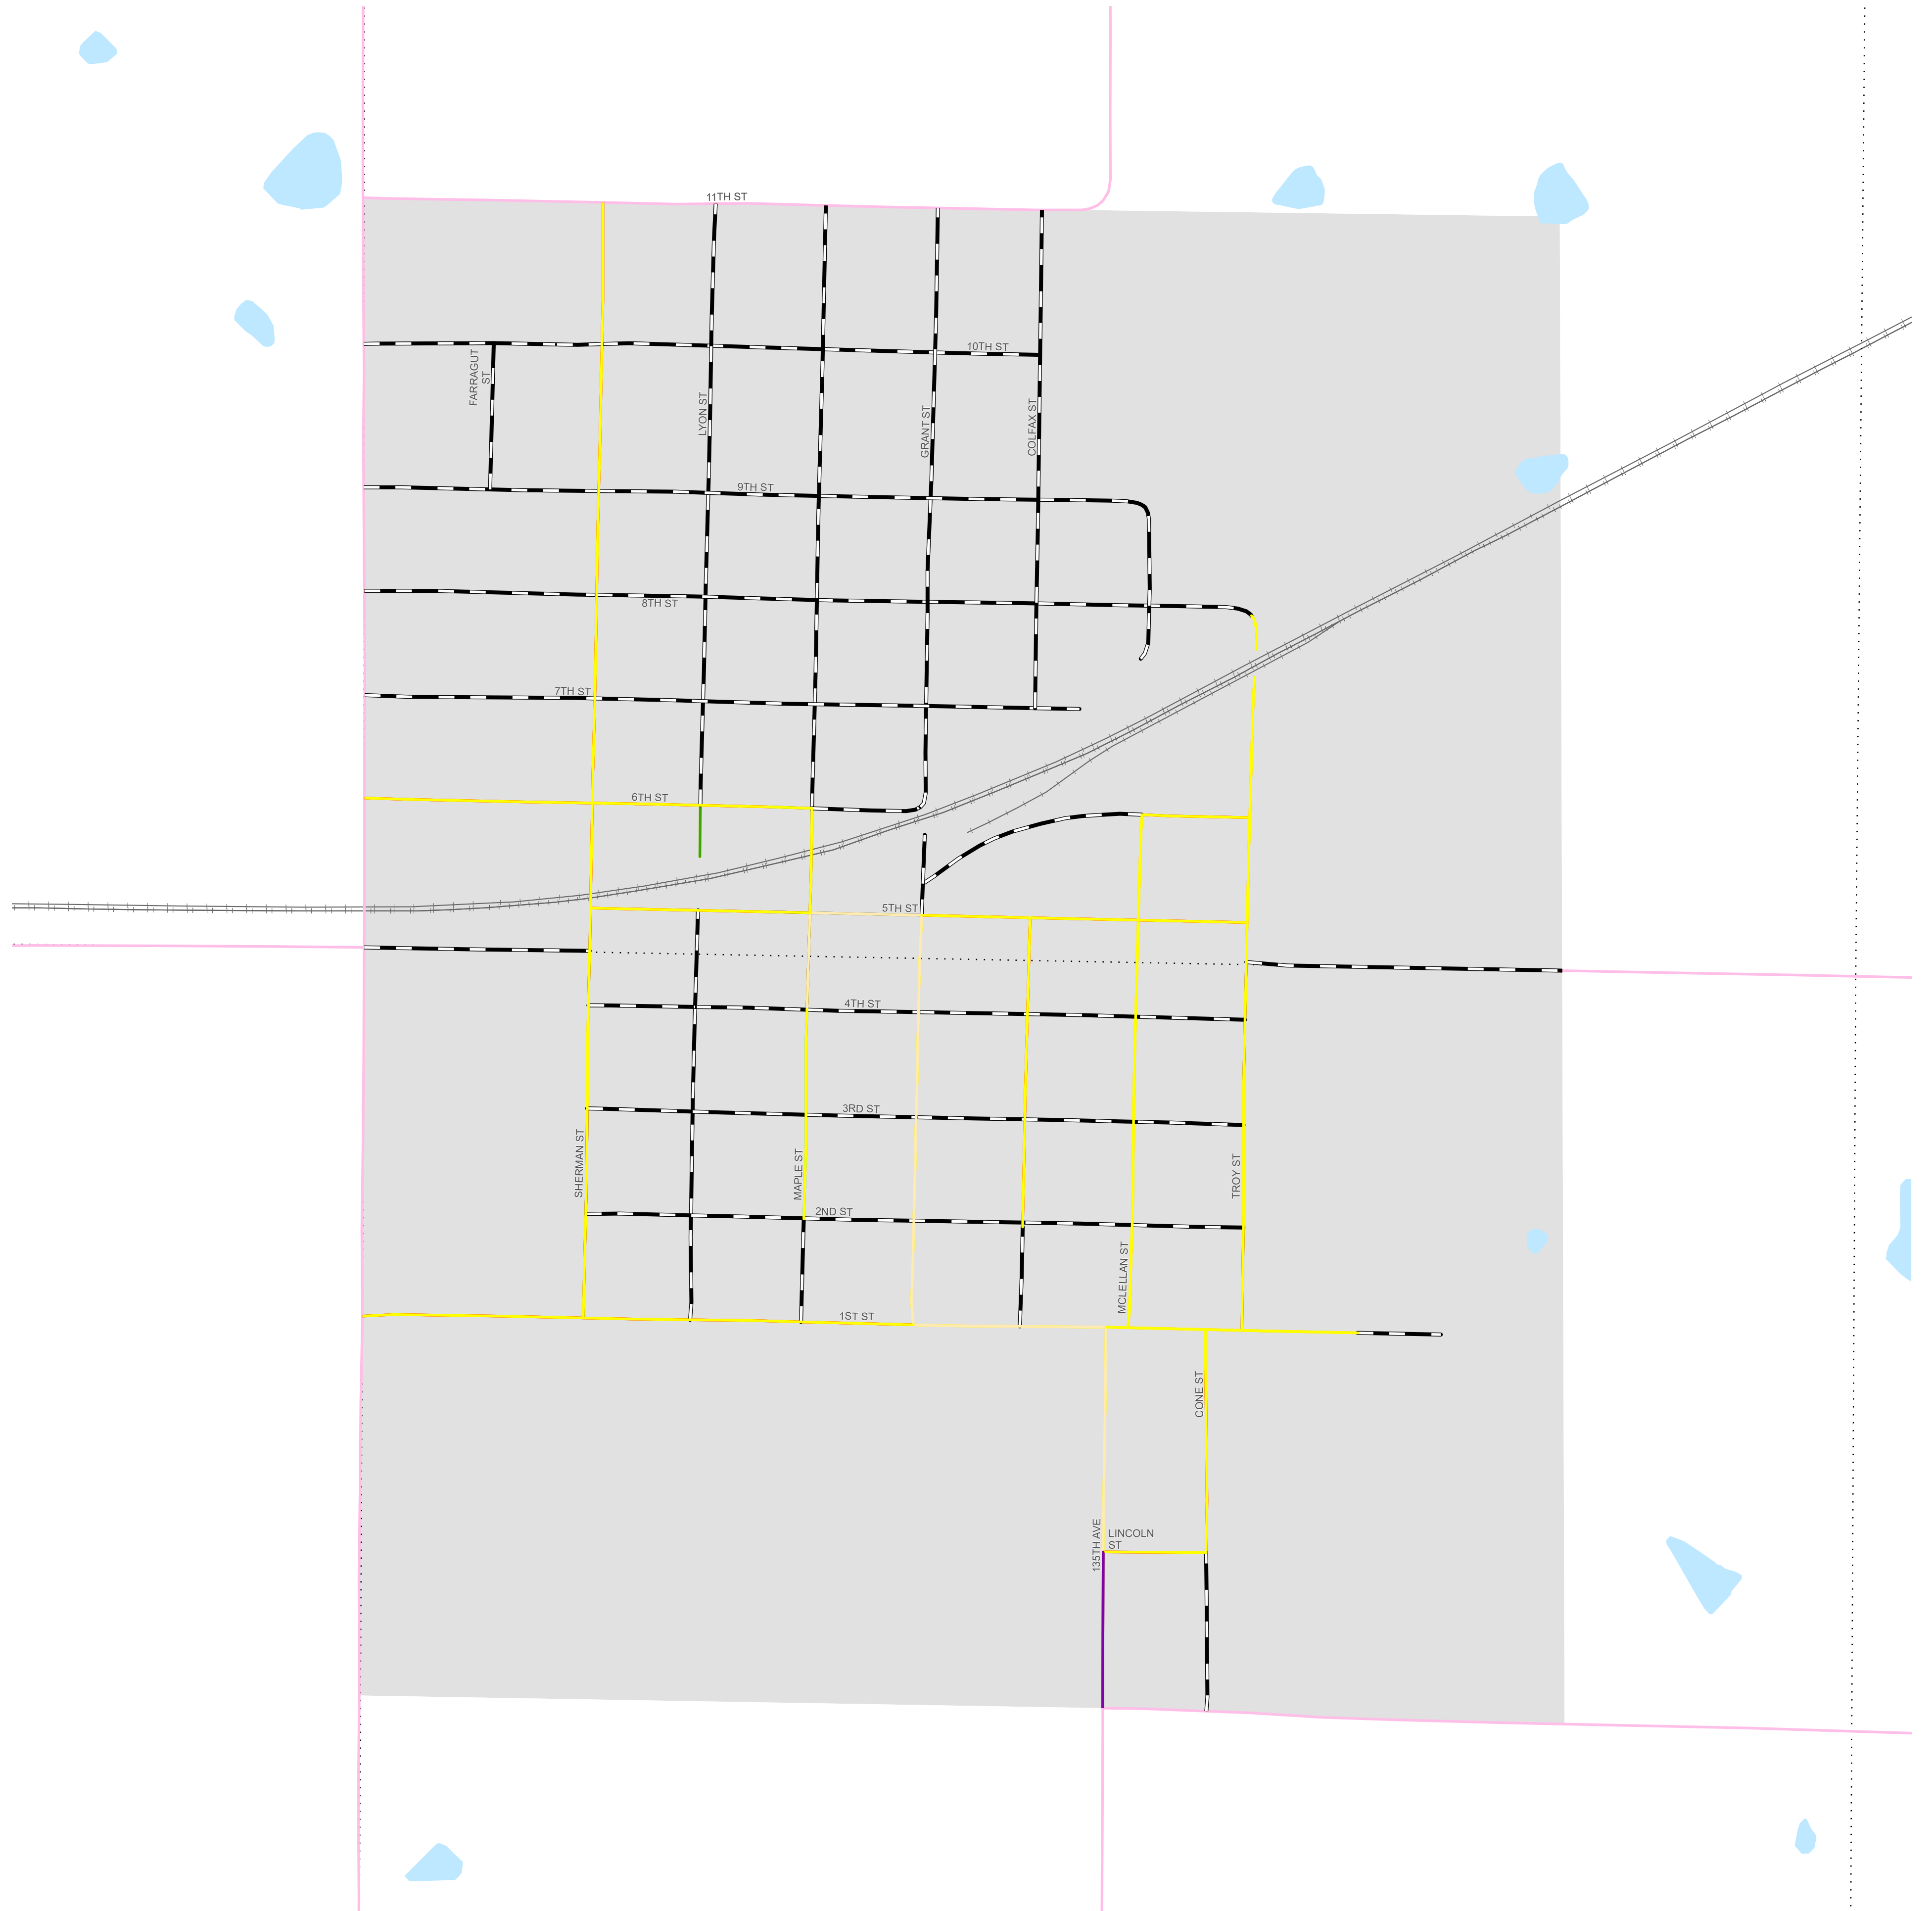 11TH ST
10TH ST
FARRAGUT
ST
LYON ST
GRANT ST
COLFAX ST
9TH ST
8TH ST
7TH ST
6TH ST
5TH ST
4TH ST
3RD ST
SHERMAN ST
MAPLE ST
TROY ST
2ND ST
MCLELLAN ST
1ST ST
CONE ST
135TH AVE
LINCOLN
ST